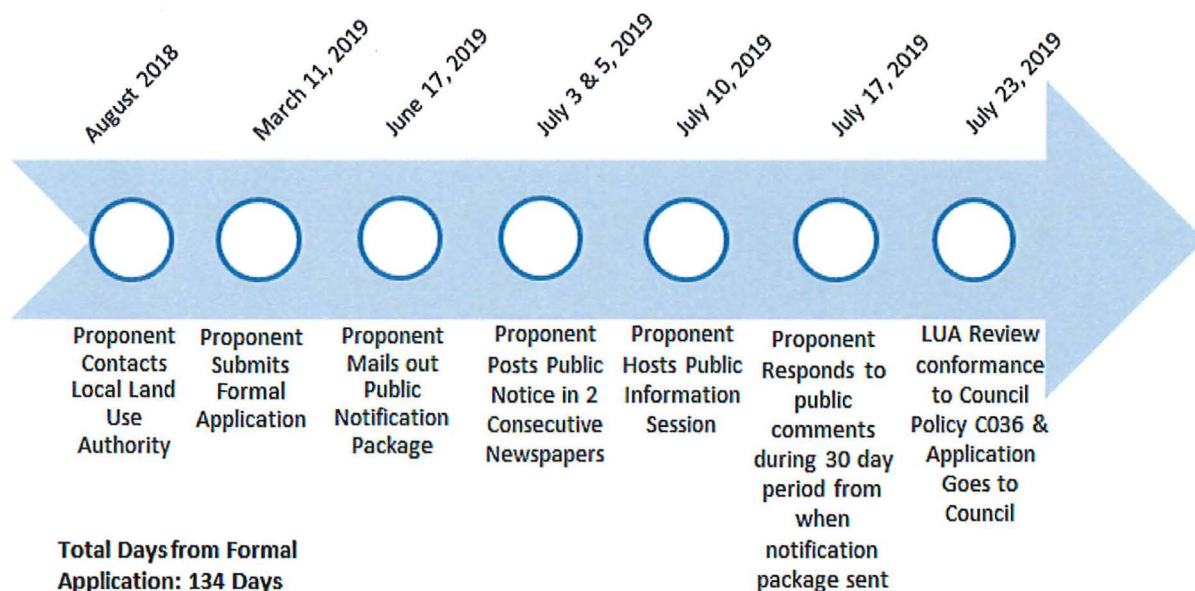 August 2018
March 11, 2019
June 17, 2019
July 3 & 5, 2019
July 10, 2019
July 17, 2019
July 23, 2019
Proponent
Contacts
Local Land
Use
Authority
Proponent
Submits
Formal
Application
Proponent
Mails out
Public
Notification
Package
Proponent
Posts Public
Notice in 2
Consecutive
Newspapers
Proponent
Hosts Public
Information
Session
Proponent
Responds to
public
comments
during 30 day
period from
when
notification
package sent
LUA Review
conformance
to Council
Policy C036 &
Application
Goes to
Council
Total Days from Formal
Application: 134 Days